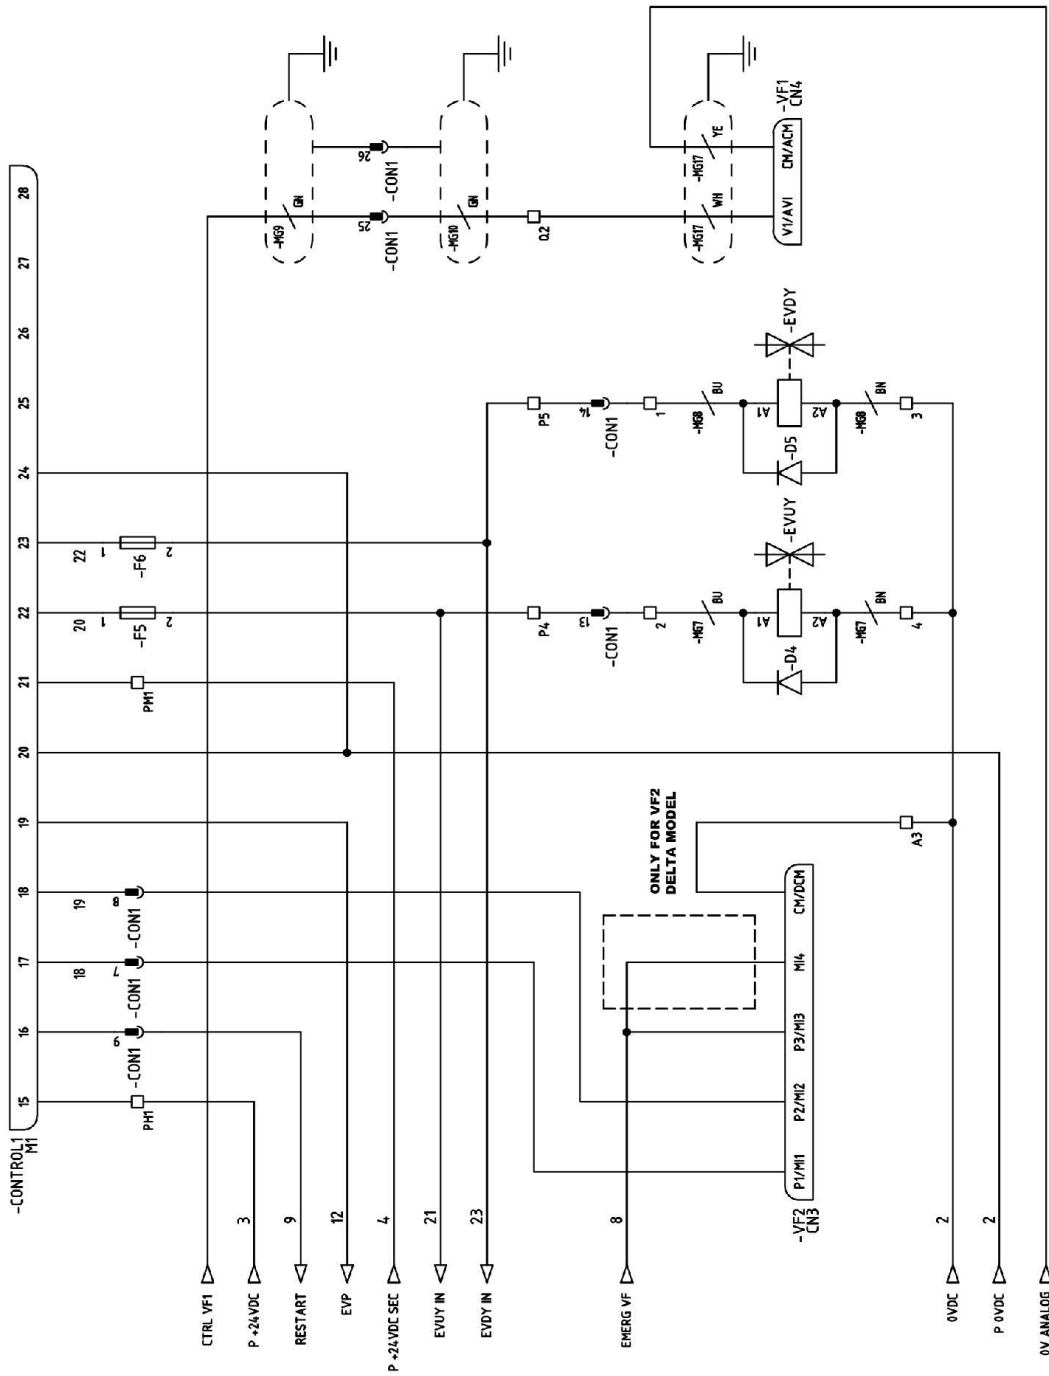 -CONTROL1
M1
15
16
17
18
19
20
21
22
23
24
25
26
27
28
PH1
9
-CON1
18
7
-CON1
19
8
-CON1
PM1
20
1
-F5
2
22
1
-F6
2
-MG9
GN
25
-CON1
26
-CON1
-MG10
GN
0.2
-MG17
WH
-MG17
YE
-VF1
CN4
V1/AVI
CM/ACM
P4
13
-CON1
2
-MG7
BU
A1
A2
-D4
-EVUY
-MG7
BN
4
P5
14
-CON1
1
-MG8
BU
A1
A2
-D5
-EVDY
-MG8
BN
3
ONLY FOR VF2
DELTA MODEL
A3
-VF2
CN3
P1/MI1
P2/MI2
P3/MI3
MI4
CM/DCM
CTRL VF1
P +24VDC
3
RESTART
9
EVP
12
P +24VDC SEC
4
EVUY IN
21
EVDY IN
23
EMERG VF
8
0VDC
2
P 0VDC
2
0V ANALOG